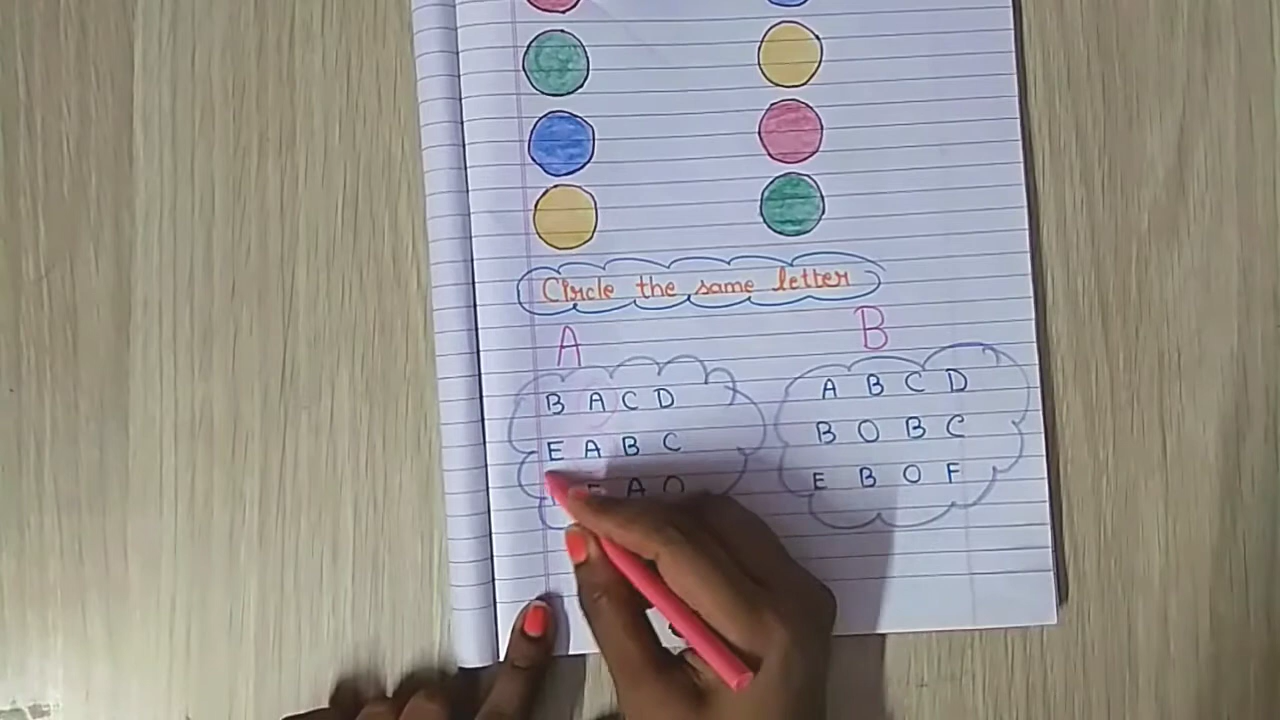 Circle the same letter
A B
B A C D
E A B C
E A O
A B C D
B O B C
E B O F